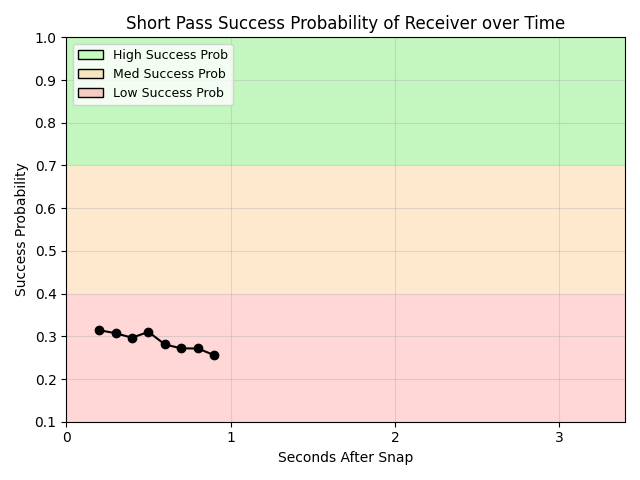 Short Pass Success Probability of Receiver over Time
1.0
0.9
0.8
0.7
0.6
0.5
0.4
0.3
0.2
0.1
Success Probability
High Success Prob
Med Success Prob
Low Success Prob
0 1 2 3
Seconds After Snap